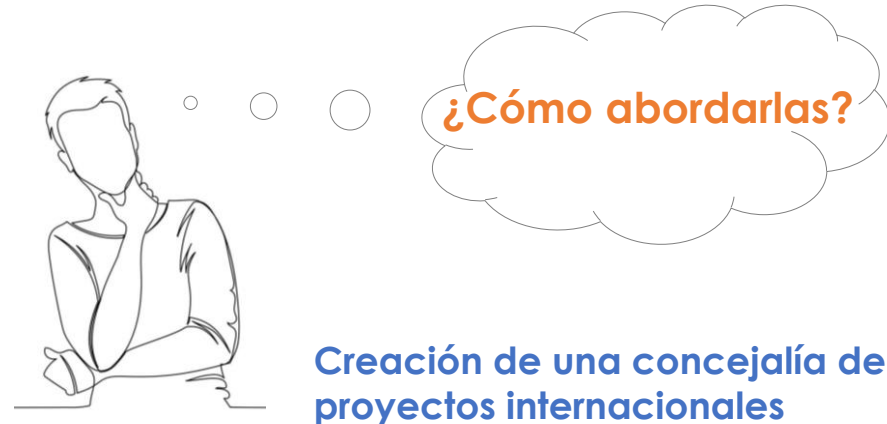 ¿Cómo abordarlas?
Creación de una concejalía de
proyectos internacionales